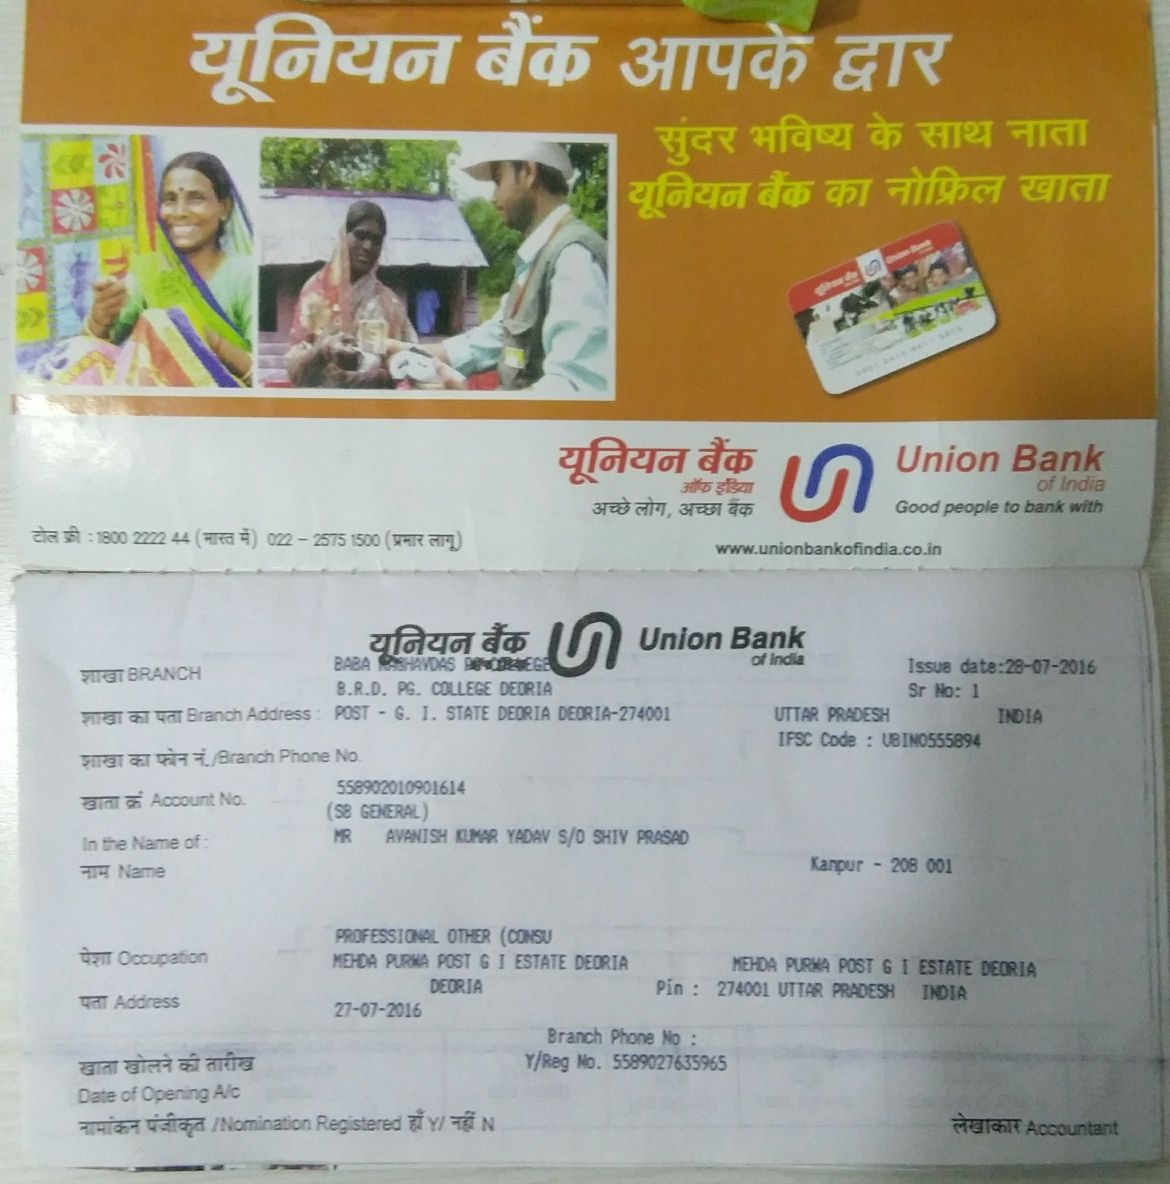 यूनियन बैंक आपके द्वार
सुंदर भविष्य के साथ नाता
यूनियन बैंक का नोफ्रिल खाता
यूनियन बैंक Union Bank
यूनियन बैंक Union Bank
ऑफ इंडिया of India
अच्छे लोग, अच्छा बैंक Good people to bank with
टोल फ्री : 1800 2222 44 (भारत में) 022 – 2575 1500 (प्रभार लागू)
www.unionbankofindia.co.in
यूनियन बैंक Union Bank
of India
शाखा BRANCH BABA COLLEGE Issue date:28-07-2016
B.R.D. PG. COLLEGE DEORIA Sr No: 1
शाखा का पता Branch Address : POST - G. I. STATE DEORIA DEORIA-274001 UTTAR PRADESH INDIA
IFSC Code : UBIN0555894
शाखा का फोन नं./Branch Phone No.
558902010901614
खाता क्रं Account No.
(SB GENERAL)
In the Name of : MR AVANISH KUMAR YADAV S/O SHIV PRASAD
नाम Name Kanpur - 208 001
PROFESSIONAL OTHER (CONSU
पेशा Occupation MEHDA PURWA POST G I ESTATE DEORIA MEHDA PURWA POST G I ESTATE DEORIA
DEORIA Pin : 274001 UTTAR PRADESH INDIA
पता Address 27-07-2016
Branch Phone No :
खाता खोलने की तारीख Y/Reg No. 5589027635965
Date of Opening A/c
नामांकन पंजीकृत /Nomination Registered हाँ Y/ नहीं N लेखाकार Accountant